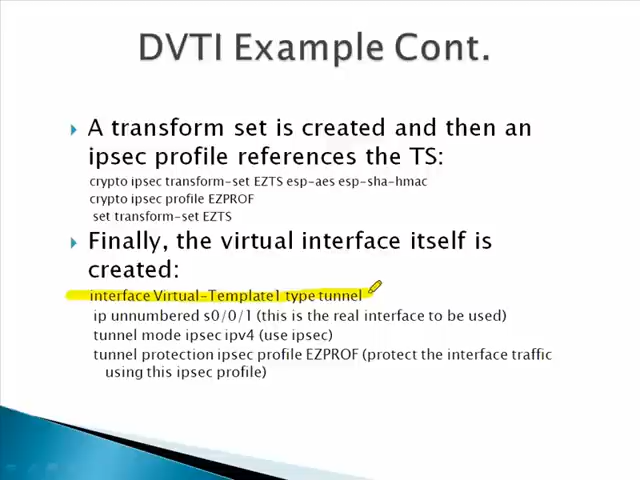 DVTI Example Cont.
A transform set is created and then an
ipsec profile references the TS:
crypto ipsec transform-set EZTS esp-aes esp-sha-hmac
crypto ipsec profile EZPROF
set transform-set EZTS
Finally, the virtual interface itself is
created:
interface Virtual-Template1 type tunnel
ip unnumbered s0/0/1 (this is the real interface to be used)
tunnel mode ipsec ipv4 (use ipsec)
tunnel protection ipsec profile EZPROF (protect the interface traffic
using this ipsec profile)